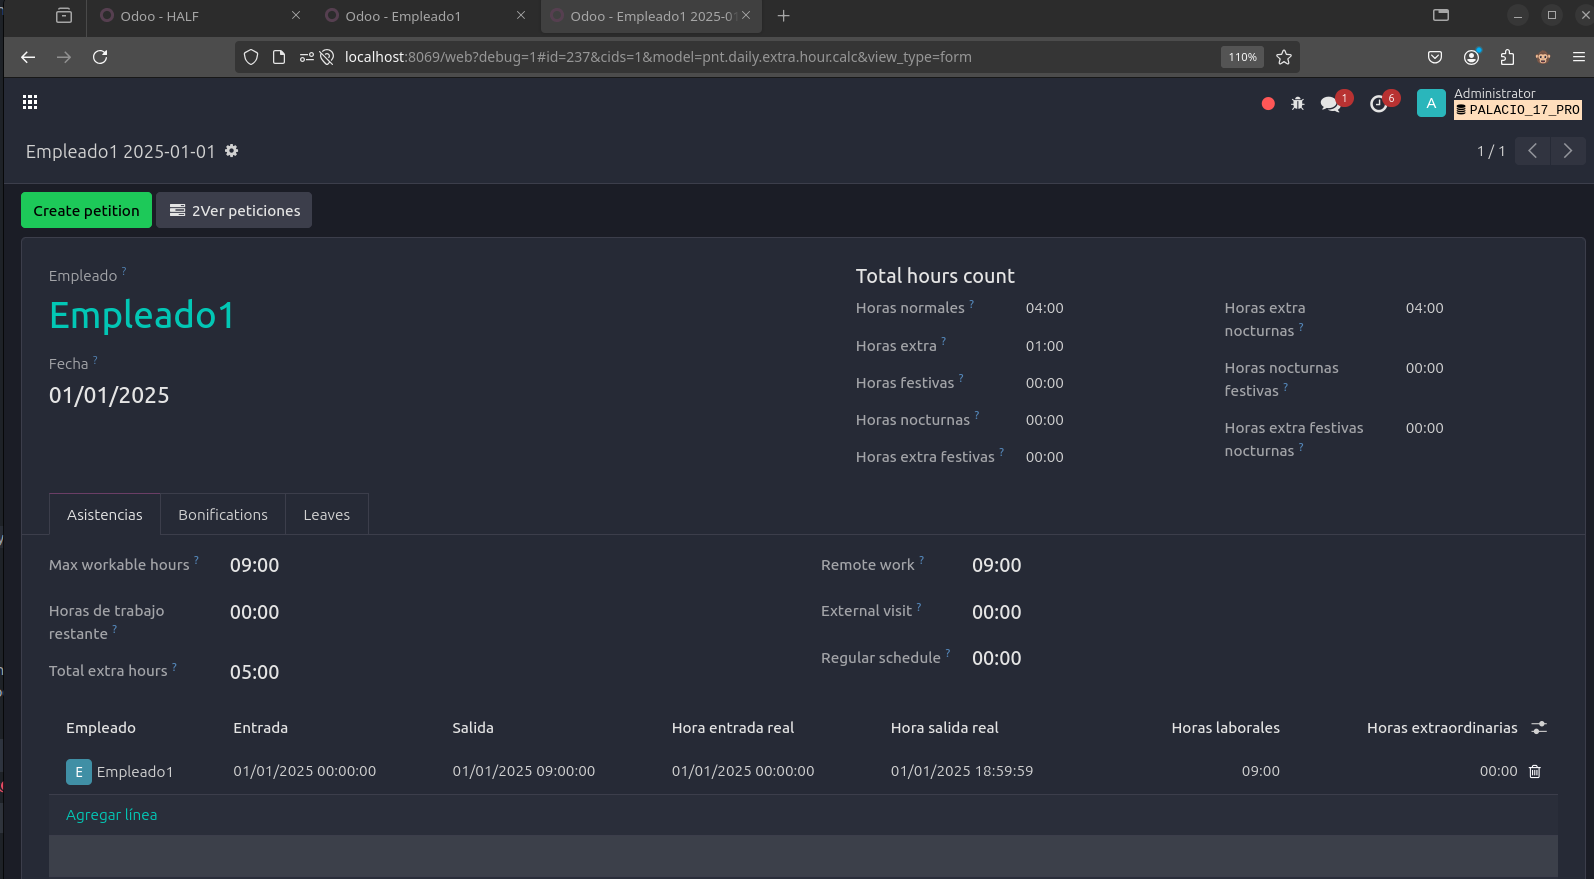 Odoo - HALF
Odoo - Empleado1
Odoo - Empleado1 2025-01
localhost:8069/web?debug=1#id=237&cids=1&model=pnt.daily.extra.hour.calc&view_type=form
110%
1
6
A
Administrator
PALACIO_17_PRO
Empleado1 2025-01-01
1 / 1
Create petition
2Ver peticiones
Empleado ?
Empleado1
Fecha ?
01/01/2025
Total hours count
Horas normales ? 04:00
Horas extra ? 01:00
Horas festivas ? 00:00
Horas nocturnas ? 00:00
Horas extra festivas ? 00:00
Horas extra
nocturnas ? 04:00
Horas nocturnas
festivas ? 00:00
Horas extra festivas
nocturnas ? 00:00
Asistencias
Bonifications
Leaves
Max workable hours ? 09:00
Horas de trabajo
restante ? 00:00
Total extra hours ? 05:00
Remote work ? 09:00
External visit ? 00:00
Regular schedule ? 00:00
Empleado Entrada Salida Hora entrada real Hora salida real Horas laborales Horas extraordinarias
E Empleado1 01/01/2025 00:00:00 01/01/2025 09:00:00 01/01/2025 00:00:00 01/01/2025 18:59:59 09:00 00:00
Agregar línea